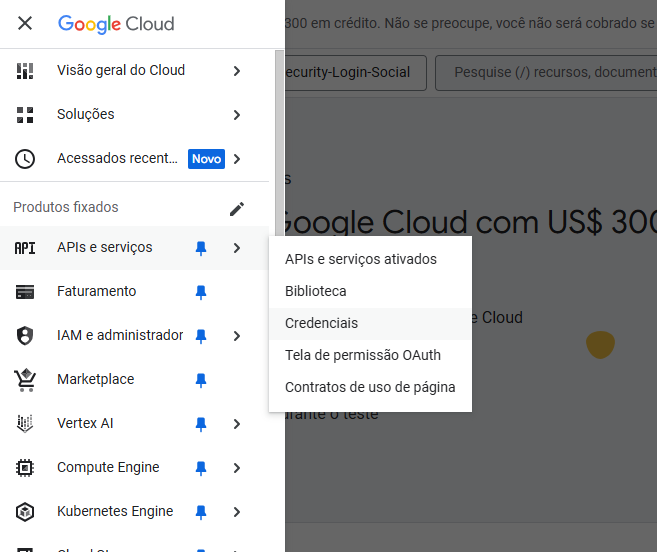 Google Cloud
300 em crédito. Não se preocupe, você não será cobrado se
Visão geral do Cloud
ecurity-Login-Social
Pesquise (/) recursos, document
Soluções
Acessados recent... Novo
s
Produtos fixados
Google Cloud com US$ 300
API APIs e serviços
APIs e serviços ativados
Faturamento
Biblioteca
e Cloud
Credenciais
IAM e administrador
Tela de permissão OAuth
Marketplace
Contratos de uso de página
urante o teste
Vertex AI
Compute Engine
Kubernetes Engine